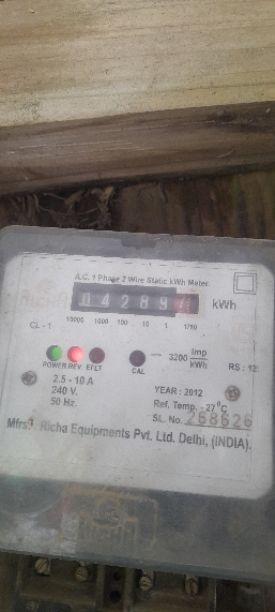 A.C. 1 Phase 2 Wire Static kWh Meter
04289 kWh
10000 1000 100 10 1 1/10
CL - 1
3200 Imp/kWh
POWER REV EFLT CAL
RS : 12
2.5 - 10 A
240 V.
50 Hz.
YEAR : 2012
Ref. Temp. - 27°C
SL. No. 268626
Mfrs. Richa Equipments Pvt. Ltd. Delhi, (INDIA).